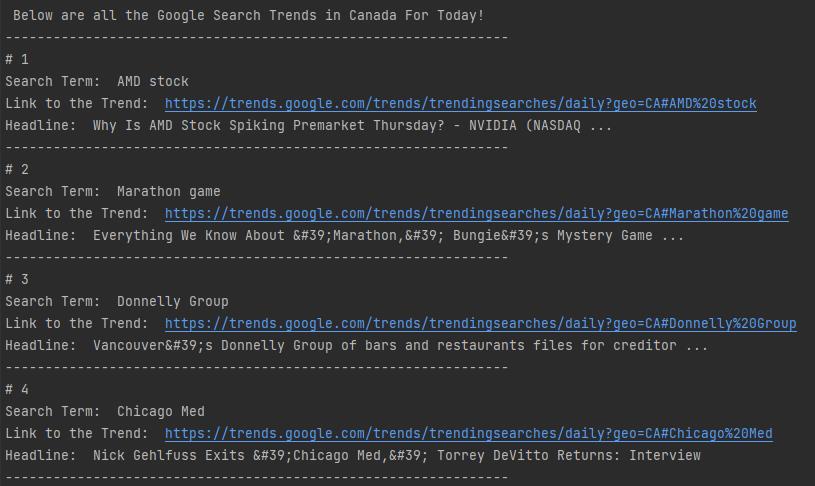 Below are all the Google Search Trends in Canada For Today!
---------------------------------------------------------------
# 1
Search Term:  AMD stock
Link to the Trend:  https://trends.google.com/trends/trendingsearches/daily?geo=CA#AMD%20stock
Headline:  Why Is AMD Stock Spiking Premarket Thursday? - NVIDIA (NASDAQ ...
---------------------------------------------------------------
# 2
Search Term:  Marathon game
Link to the Trend:  https://trends.google.com/trends/trendingsearches/daily?geo=CA#Marathon%20game
Headline:  Everything We Know About &#39;Marathon,&#39; Bungie&#39;s Mystery Game ...
---------------------------------------------------------------
# 3
Search Term:  Donnelly Group
Link to the Trend:  https://trends.google.com/trends/trendingsearches/daily?geo=CA#Donnelly%20Group
Headline:  Vancouver&#39;s Donnelly Group of bars and restaurants files for creditor ...
---------------------------------------------------------------
# 4
Search Term:  Chicago Med
Link to the Trend:  https://trends.google.com/trends/trendingsearches/daily?geo=CA#Chicago%20Med
Headline:  Nick Gehlfuss Exits &#39;Chicago Med,&#39; Torrey DeVitto Returns: Interview
---------------------------------------------------------------